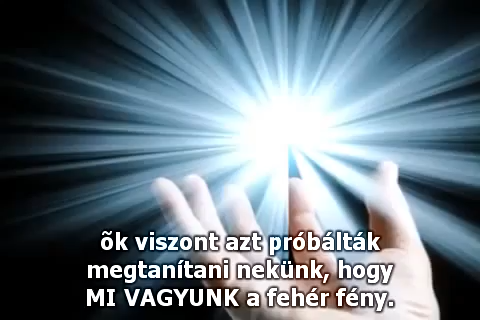 õk viszont azt próbálták
megtanítani nekünk, hogy
MI VAGYUNK a fehér fény.